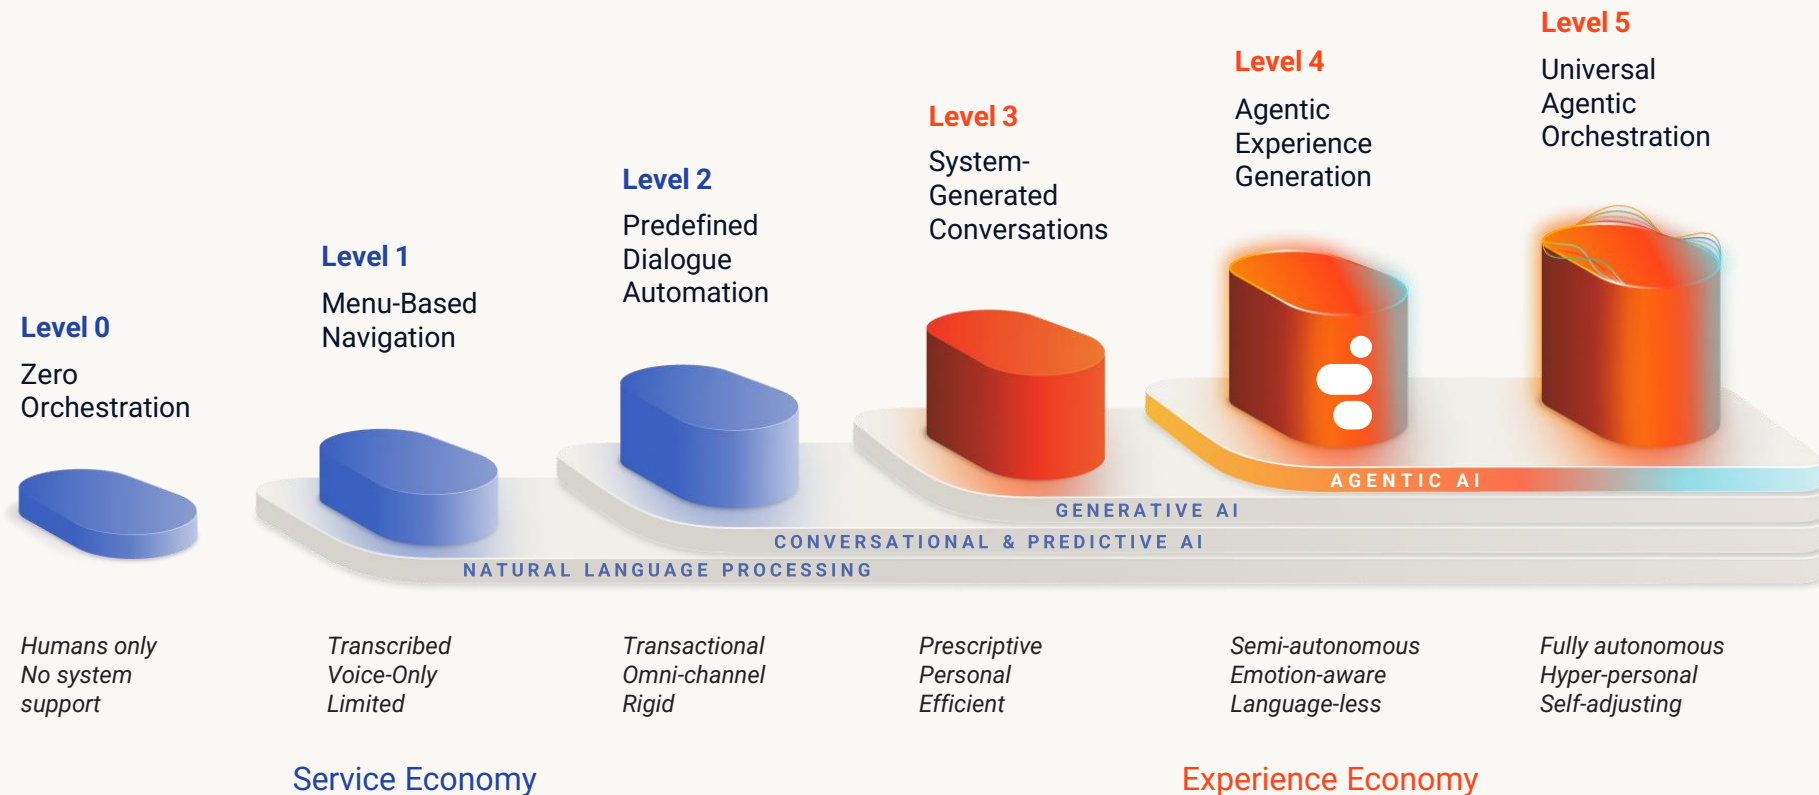 Level 0
Zero
Orchestration
Humans only
No system
support
Level 1
Menu-Based
Navigation
Transcribed
Voice-Only
Limited
Level 2
Predefined
Dialogue
Automation
Transactional
Omni-channel
Rigid
Level 3
System-
Generated
Conversations
Prescriptive
Personal
Efficient
Level 4
Agentic
Experience
Generation
Semi-autonomous
Emotion-aware
Language-less
Level 5
Universal
Agentic
Orchestration
Fully autonomous
Hyper-personal
Self-adjusting
AGENTIC AI
GENERATIVE AI
CONVERSATIONAL & PREDICTIVE AI
NATURAL LANGUAGE PROCESSING
Service Economy
Experience Economy